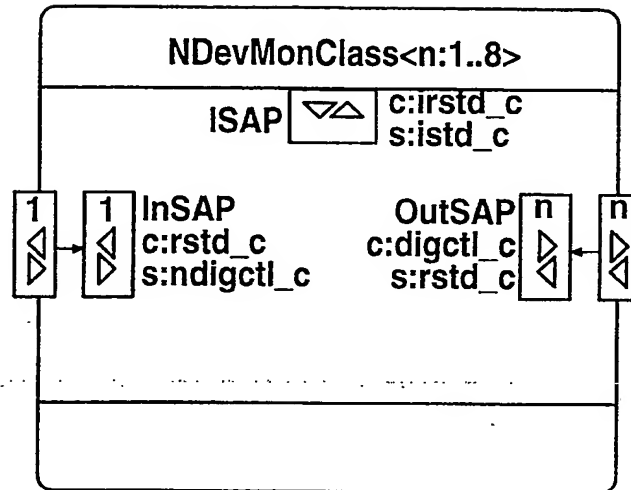 NDevMonClass<n:1..8>
ISAP c:irstd_c
s:istd_c
1 1 InSAP
c:rstd_c
s:ndigctl_c
OutSAP n n
c:digctl_c
s:rstd_c